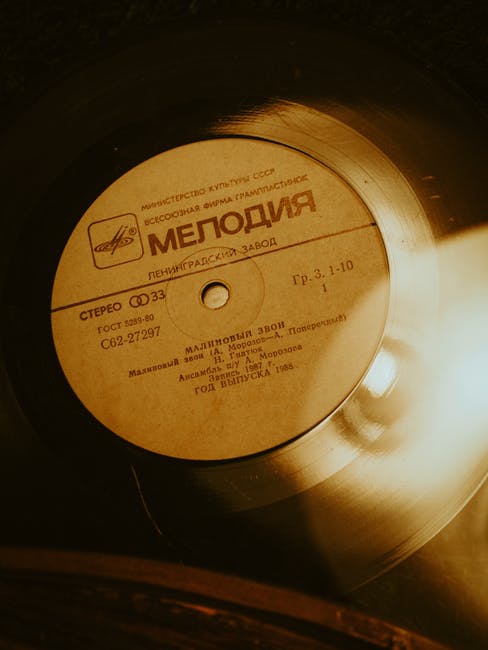 МИНИСТЕРСТВО КУЛЬТУРЫ СССР
ВСЕСОЮЗНАЯ ФИРМА ГРАМПЛАСТИНОК
МЕЛОДИЯ
®
ЛЕНИНГРАДСКИЙ ЗАВОД
СТЕРЕО 33
ГОСТ 5289-80
С62-27297
Гр. 3. 1-10
1
МАЛИНОВЫЙ ЗВОН
Малиновый звон (А. Морозов—А. Поперечный)
Н. Гнатюк
Ансамбль п/у А. Морозова
Запись 1987 г.
ГОД ВЫПУСКА 1988